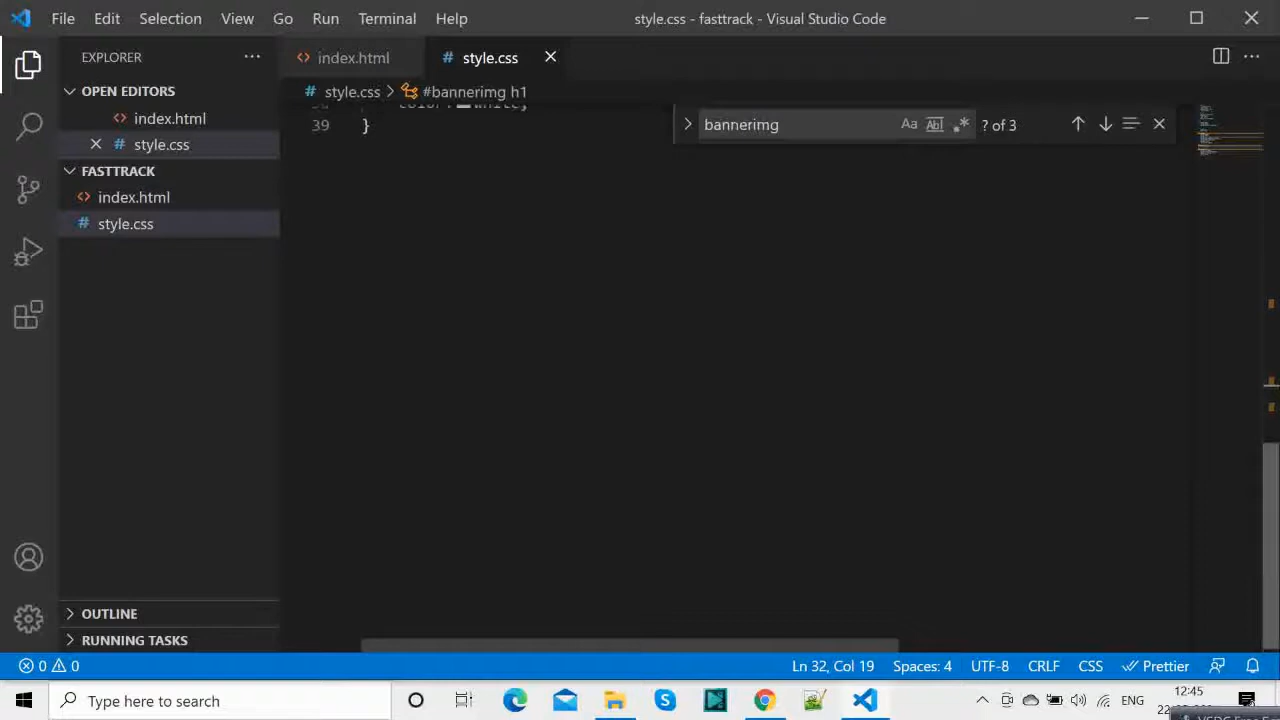 File Edit Selection View Go Run Terminal Help style.css - fasttrack - Visual Studio Code
EXPLORER
index.html
style.css
OPEN EDITORS
style.css > #bannerimg h1
index.html
39 }
bannerimg
Aa Ab ? of 3
style.css
FASTTRACK
index.html
style.css
OUTLINE
RUNNING TASKS
0 0 Ln 32, Col 19 Spaces: 4 UTF-8 CRLF CSS Prettier
Type here to search
ENG
12:45